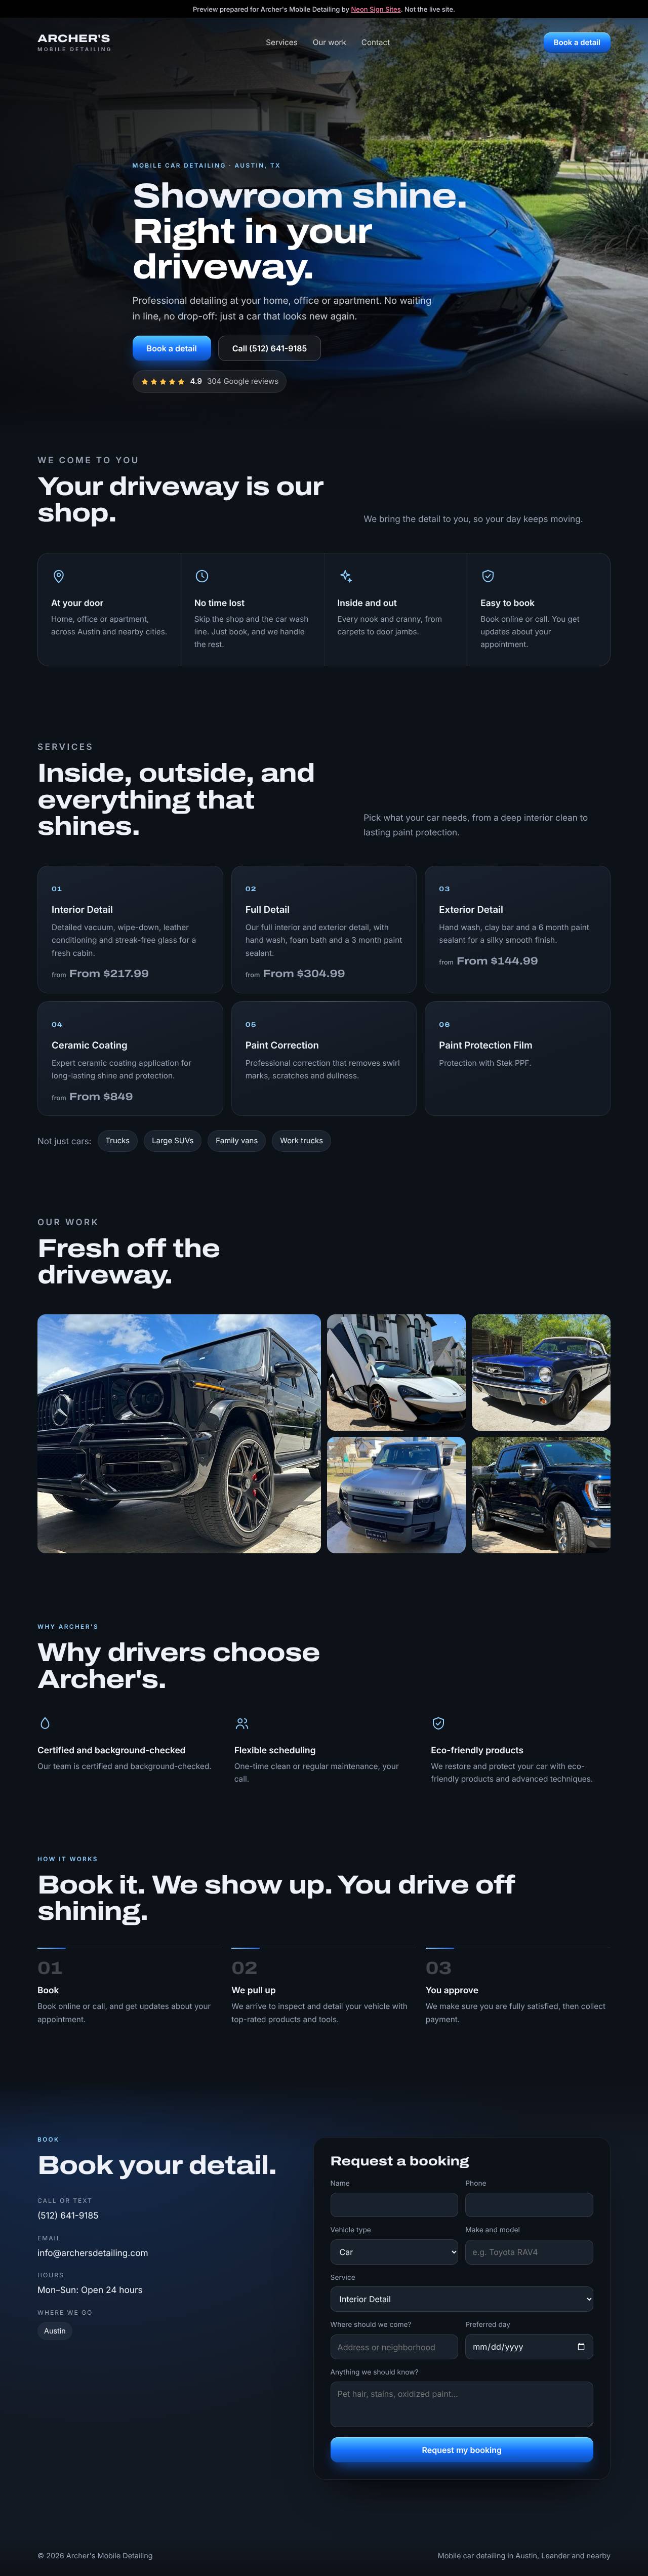 Preview prepared for Archer's Mobile Detailing by Neon Sign Sites. Not the live site.
ARCHER'S
MOBILE DETAILING
Services Our work Contact
Book a detail
MOBILE CAR DETAILING · AUSTIN, TX
Showroom shine.
Right in your
driveway.
Professional detailing at your home, office or apartment. No waiting
in line, no drop-off: just a car that looks new again.
Book a detail
Call (512) 641-9185
4.9 304 Google reviews
WE COME TO YOU
Your driveway is our
shop.
We bring the detail to you, so your day keeps moving.
At your door
Home, office or apartment,
across Austin and nearby cities.
No time lost
Skip the shop and the car wash
line. Just book, and we handle
the rest.
Inside and out
Every nook and cranny, from
carpets to door jambs.
Easy to book
Book online or call. You get
updates about your
appointment.
SERVICES
Inside, outside, and
everything that
shines.
Pick what your car needs, from a deep interior clean to
lasting paint protection.
01
Interior Detail
Detailed vacuum, wipe-down, leather
conditioning and streak-free glass for a
fresh cabin.
from From $217.99
02
Full Detail
Our full interior and exterior detail, with
hand wash, foam bath and a 3 month paint
sealant.
from From $304.99
03
Exterior Detail
Hand wash, clay bar and a 6 month paint
sealant for a silky smooth finish.
from From $144.99
04
Ceramic Coating
Expert ceramic coating application for
long-lasting shine and protection.
from From $849
05
Paint Correction
Professional correction that removes swirl
marks, scratches and dullness.
06
Paint Protection Film
Protection with Stek PPF.
Not just cars: Trucks Large SUVs Family vans Work trucks
OUR WORK
Fresh off the
driveway.
WHY ARCHER'S
Why drivers choose
Archer's.
Certified and background-checked
Our team is certified and background-checked.
Flexible scheduling
One-time clean or regular maintenance, your
call.
Eco-friendly products
We restore and protect your car with eco-
friendly products and advanced techniques.
HOW IT WORKS
Book it. We show up. You drive off
shining.
01
Book
Book online or call, and get updates about your
appointment.
02
We pull up
We arrive to inspect and detail your vehicle with
top-rated products and tools.
03
You approve
We make sure you are fully satisfied, then collect
payment.
BOOK
Book your detail.
CALL OR TEXT
(512) 641-9185
EMAIL
info@archersdetailing.com
HOURS
Mon–Sun: Open 24 hours
WHERE WE GO
Austin
Request a booking
Name
Phone
Vehicle type
Car
Make and model
e.g. Toyota RAV4
Service
Interior Detail
Where should we come?
Address or neighborhood
Preferred day
mm/dd/yyyy
Anything we should know?
Pet hair, stains, oxidized paint...
Request my booking
© 2026 Archer's Mobile Detailing
Mobile car detailing in Austin, Leander and nearby